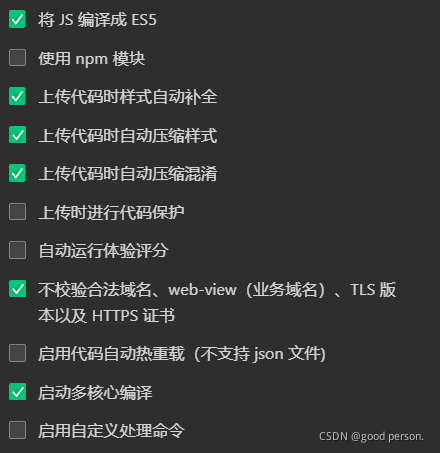 将 JS 编译成 ES5
使用 npm 模块
上传代码时样式自动补全
上传代码时自动压缩样式
上传代码时自动压缩混淆
上传时进行代码保护
自动运行体验评分
不校验合法域名、web-view（业务域名）、TLS 版
本以及 HTTPS 证书
启用代码自动热重载（不支持 json 文件)
启动多核心编译
启用自定义处理命令
CSDN @good person.